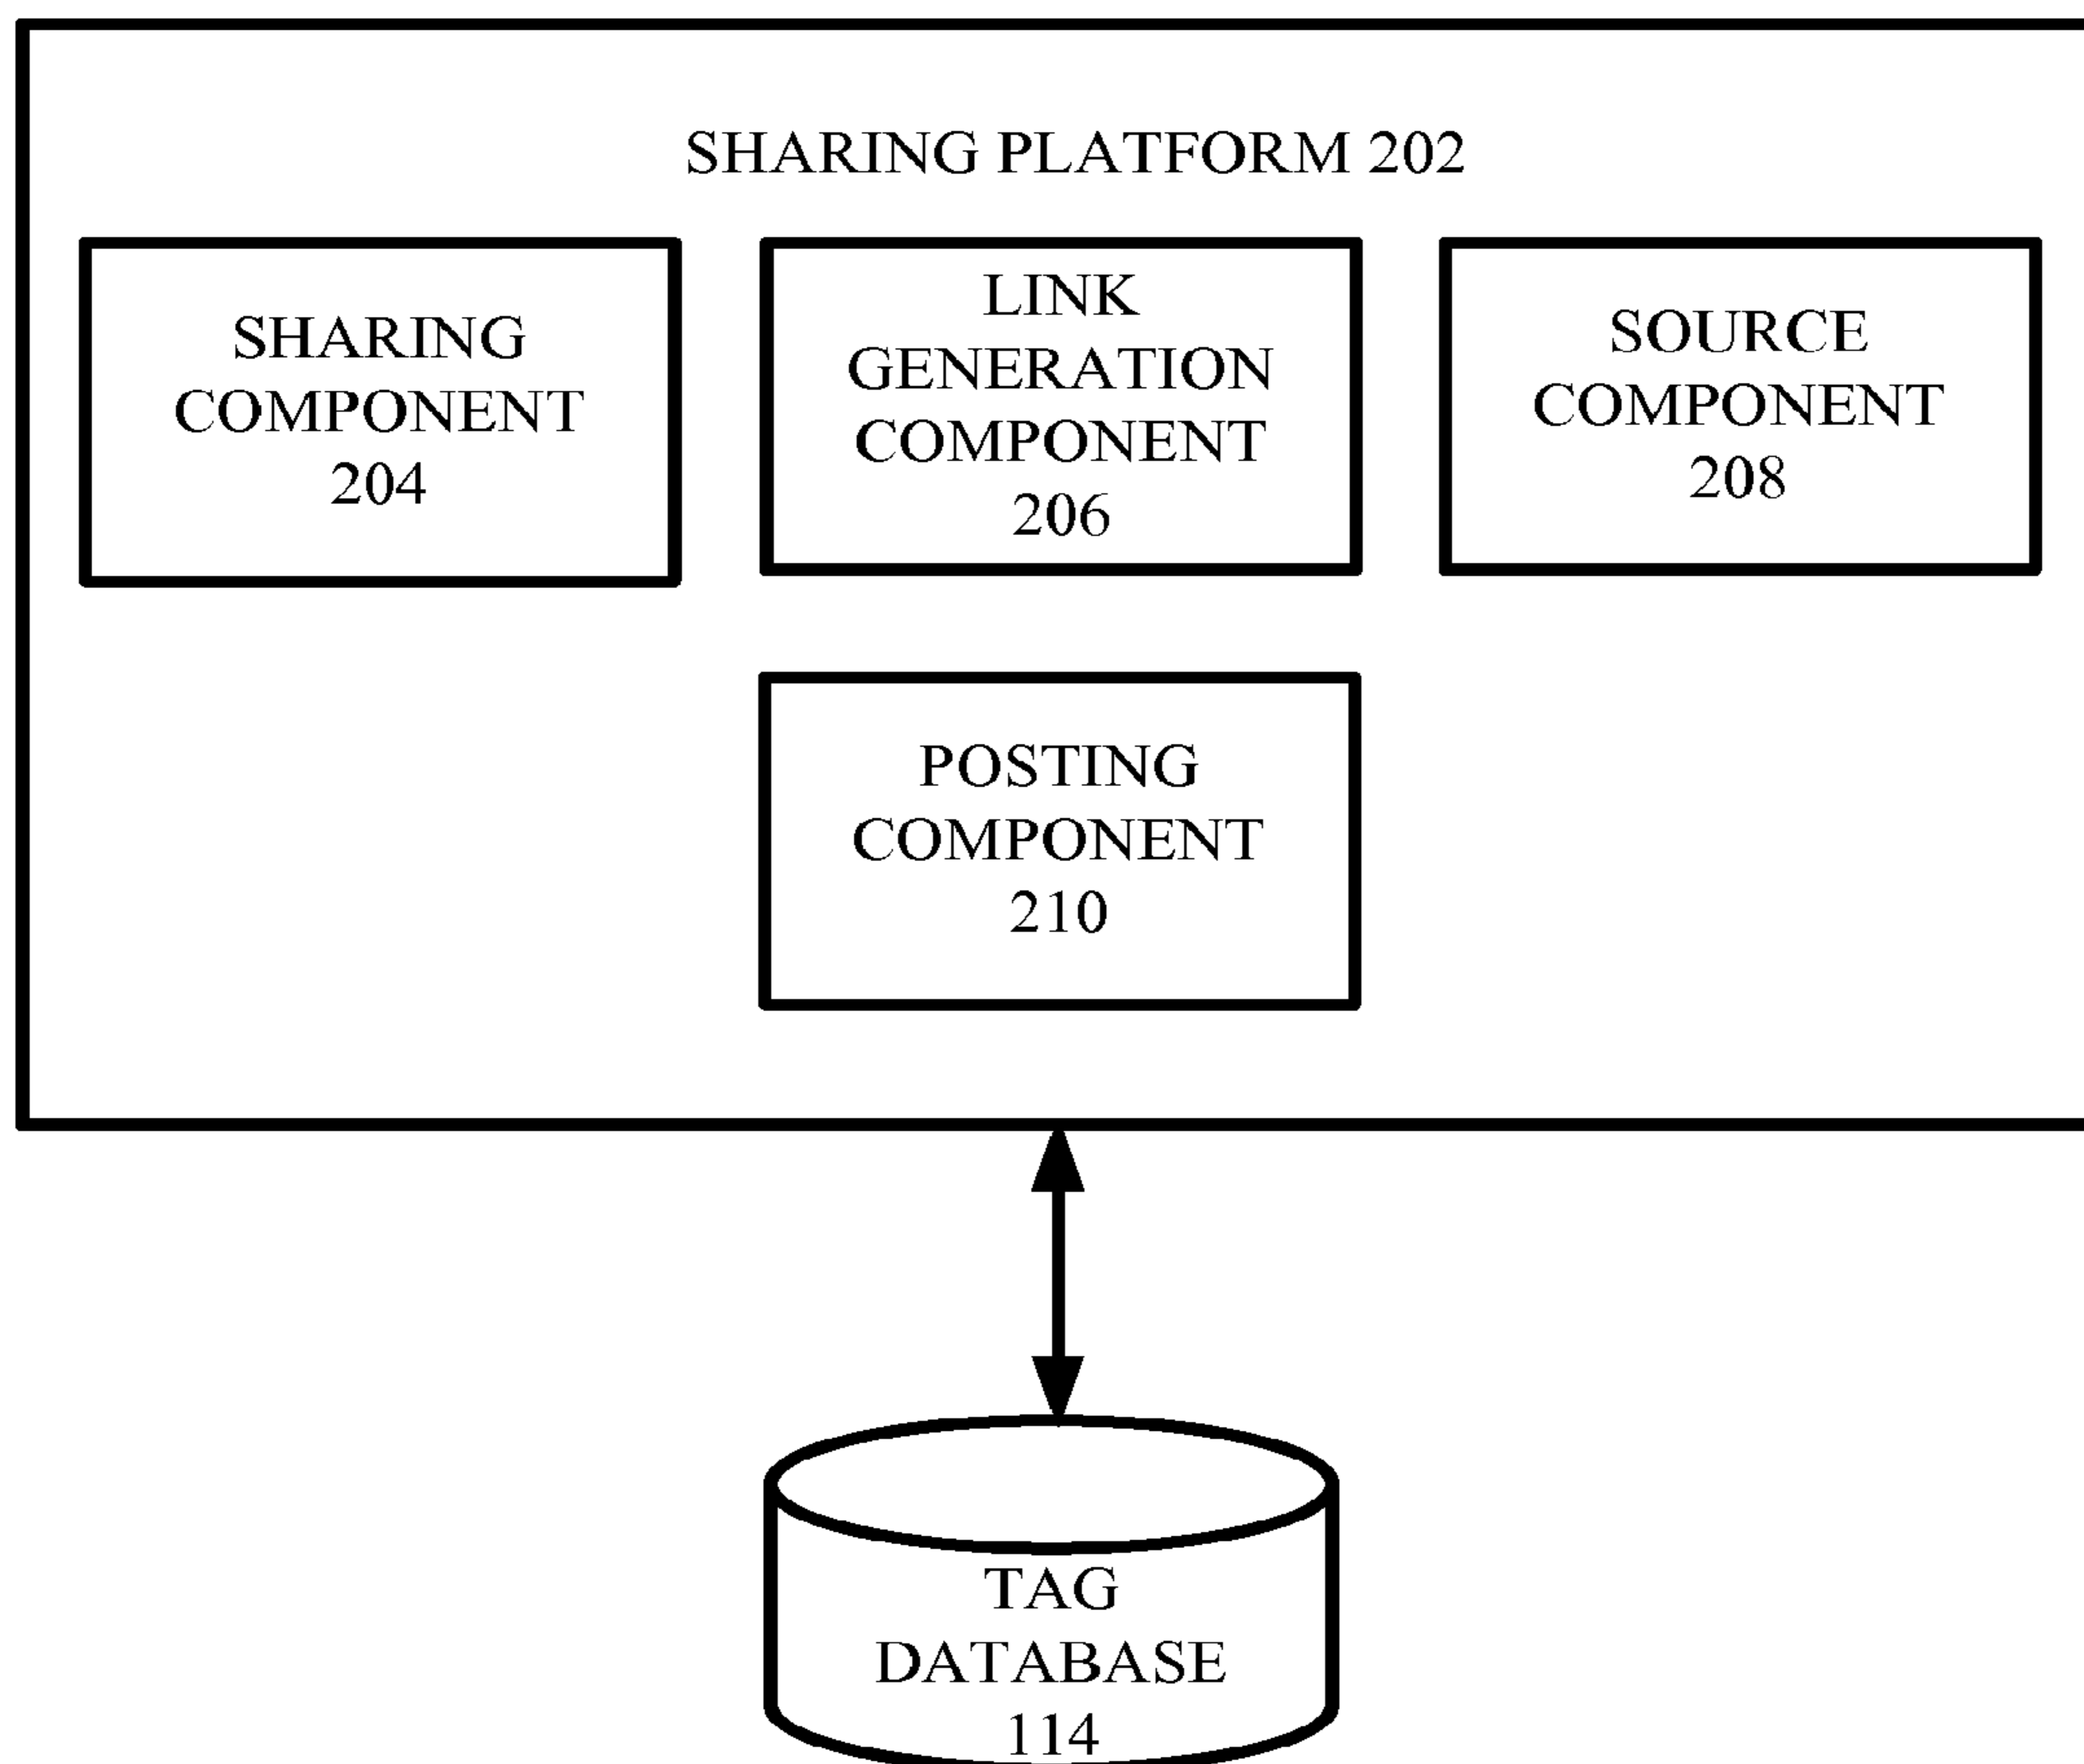 SHARING PLATFORM 202
SHARING
COMPONENT
204
LINK
GENERATION
COMPONENT
206
SOURCE
COMPONENT
208
POSTING
COMPONENT
210
TAG
DATABASE
114